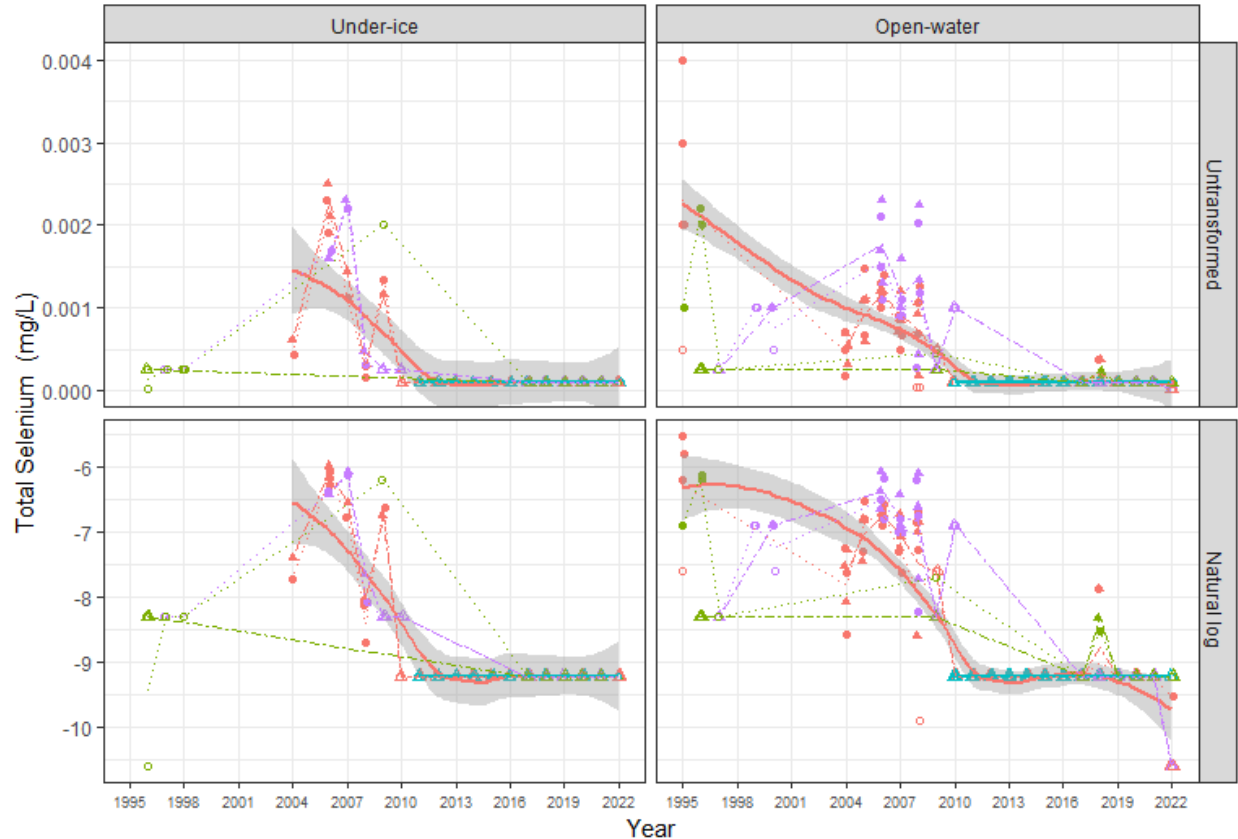 Under-ice Open-water
0.004
0.003
0.002
0.001
0.000
Untransformed
-6
-7
-8
-9
-10
Natural log
Total Selenium (mg/L)
1995 1998 2001 2004 2007 2010 2013 2016 2019 2022 1995 1998 2001 2004 2007 2010 2013 2016 2019 2022
Year